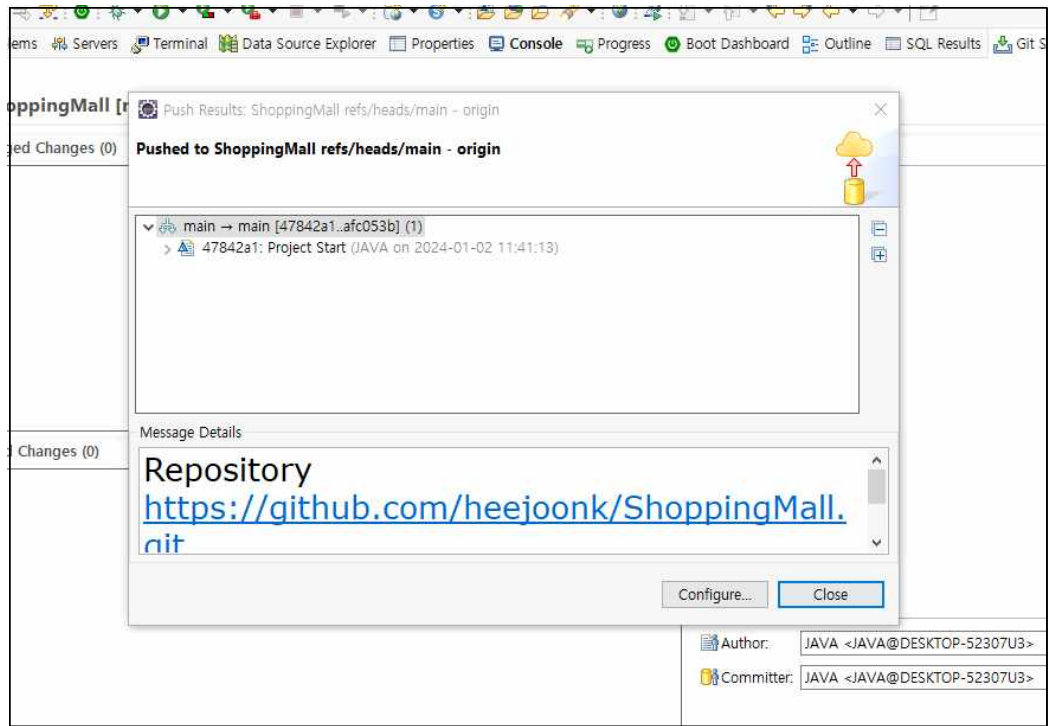 ems Servers Terminal Data Source Explorer Properties Console Progress Boot Dashboard Outline SQL Results Git S
oppingMall [r
Push Results: ShoppingMall refs/heads/main - origin
ged Changes (0)
Pushed to ShoppingMall refs/heads/main - origin
main → main [47842a1..afc053b] (1)
47842a1: Project Start (JAVA on 2024-01-02 11:41:13)
Message Details
d Changes (0)
Repository
https://github.com/heejoonk/ShoppingMall.
git
Configure... Close
Author: JAVA <JAVA@DESKTOP-52307U3>
Committer: JAVA <JAVA@DESKTOP-52307U3>